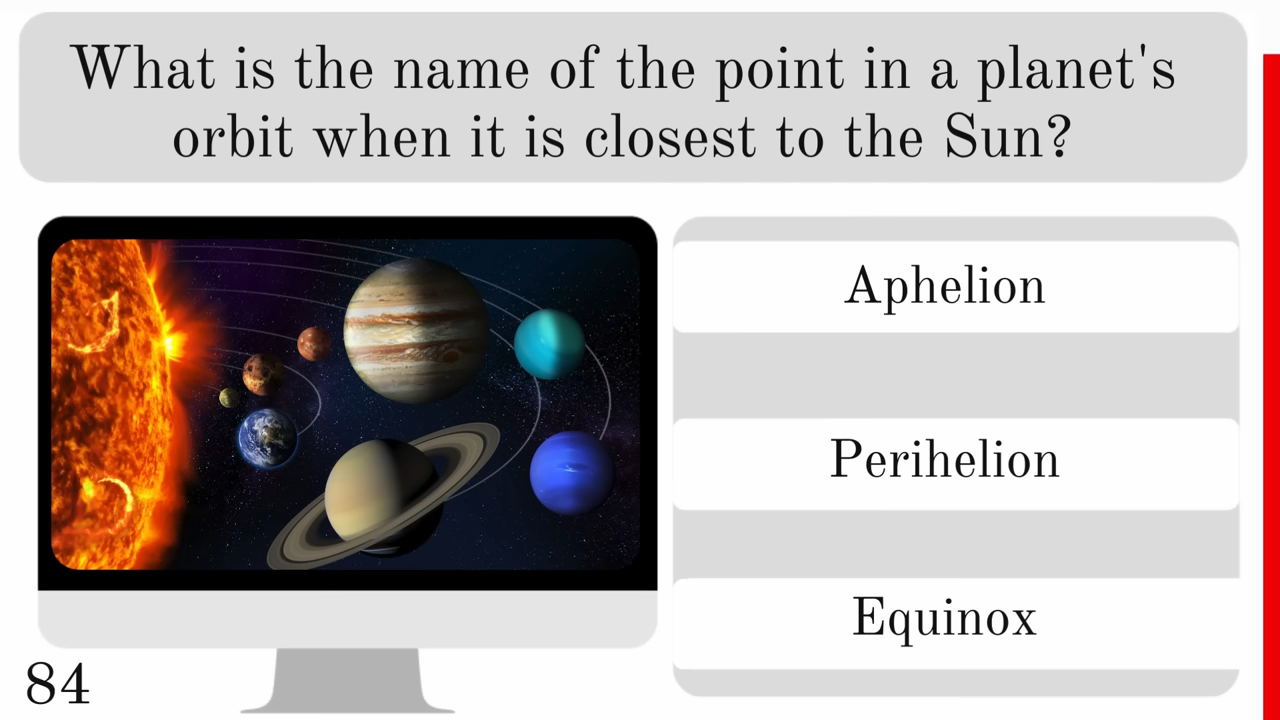 What is the name of the point in a planet's
orbit when it is closest to the Sun?
Aphelion
Perihelion
Equinox
84